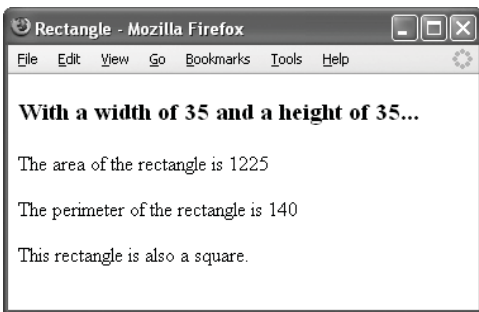 Rectangle - Mozilla Firefox
File Edit View Go Bookmarks Tools Help
With a width of 35 and a height of 35...
The area of the rectangle is 1225
The perimeter of the rectangle is 140
This rectangle is also a square.